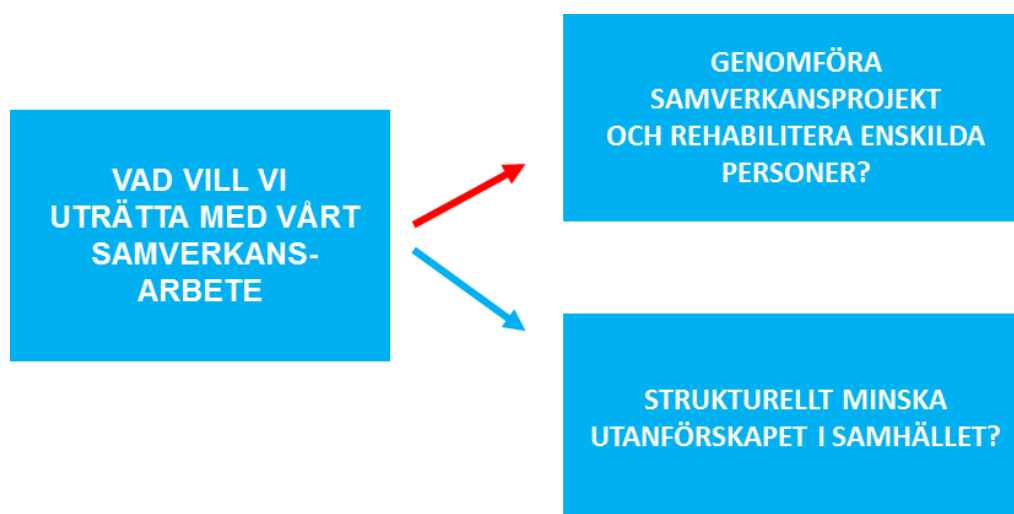 VAD VILL VI
UTRÄTTA MED VÅRT
SAMVERKANS-
ARBETE
GENOMFÖRA
SAMVERKANSPROJEKT
OCH REHABILITERA ENSKILDA
PERSONER?
STRUKTURELLT MINSKA
UTANFÖRSKAPET I SAMHÄLLET?